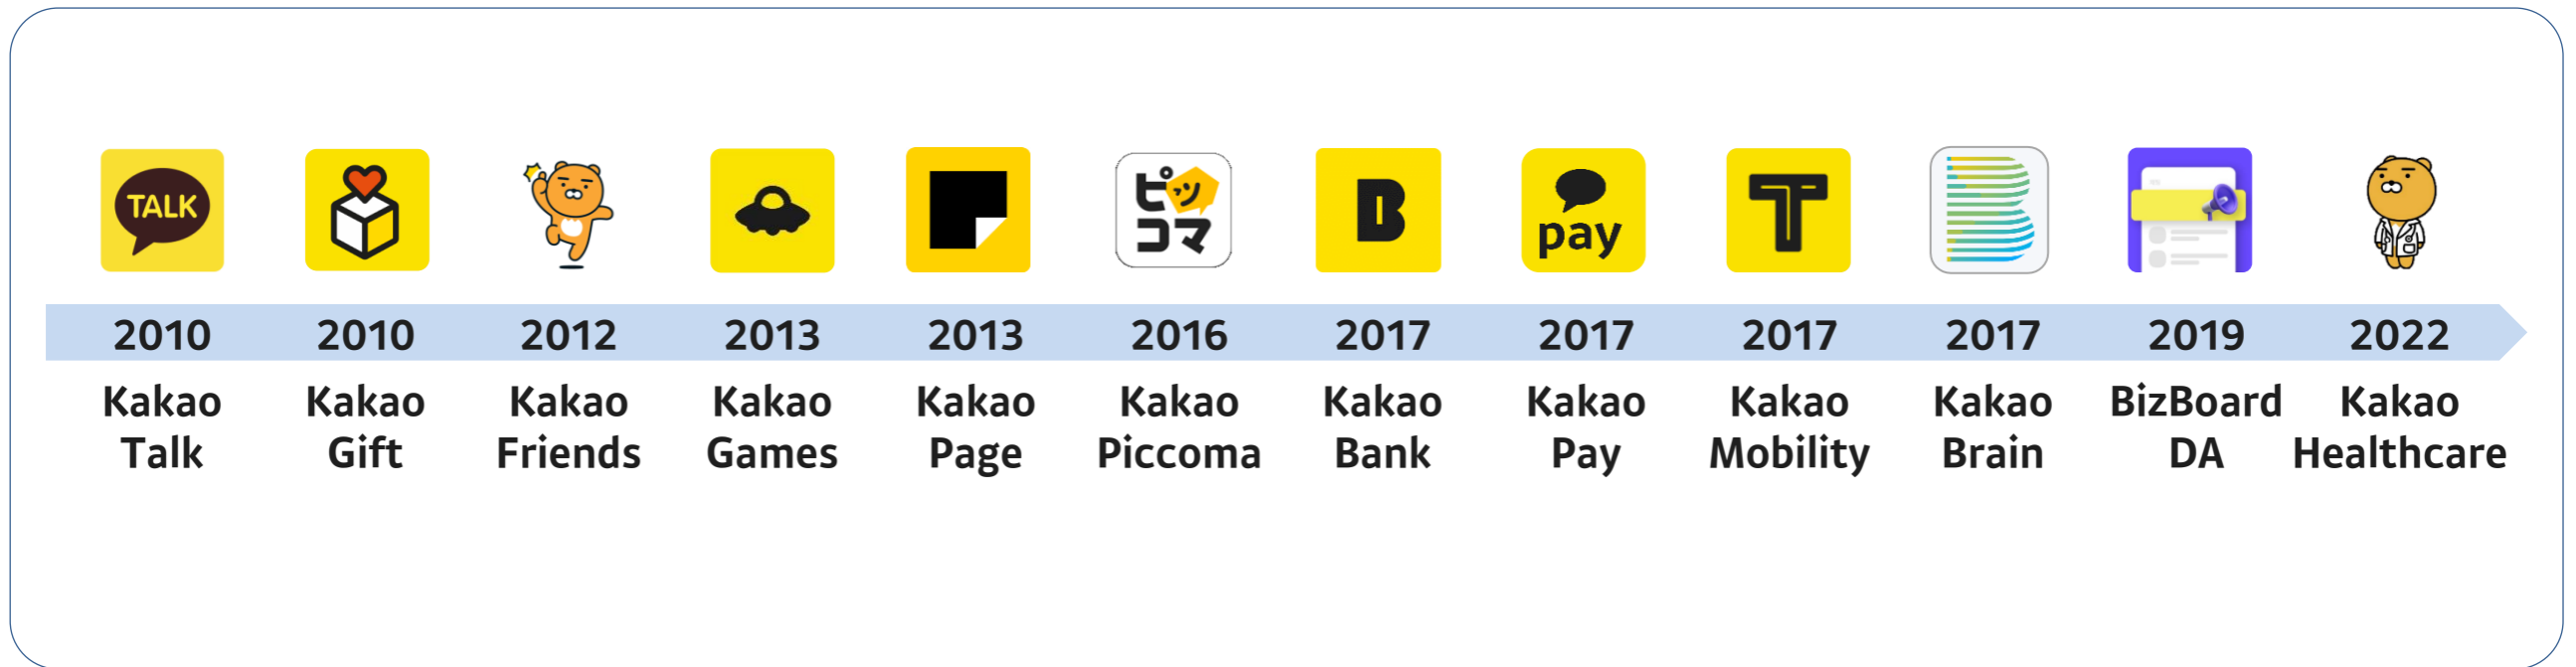 TALK
ピッ
コマ
B
pay
T
B
2010
2010
2012
2013
2013
2016
2017
2017
2017
2017
2019
2022
Kakao
Talk
Kakao
Gift
Kakao
Friends
Kakao
Games
Kakao
Page
Kakao
Piccoma
Kakao
Bank
Kakao
Pay
Kakao
Mobility
Kakao
Brain
BizBoard
DA
Kakao
Healthcare